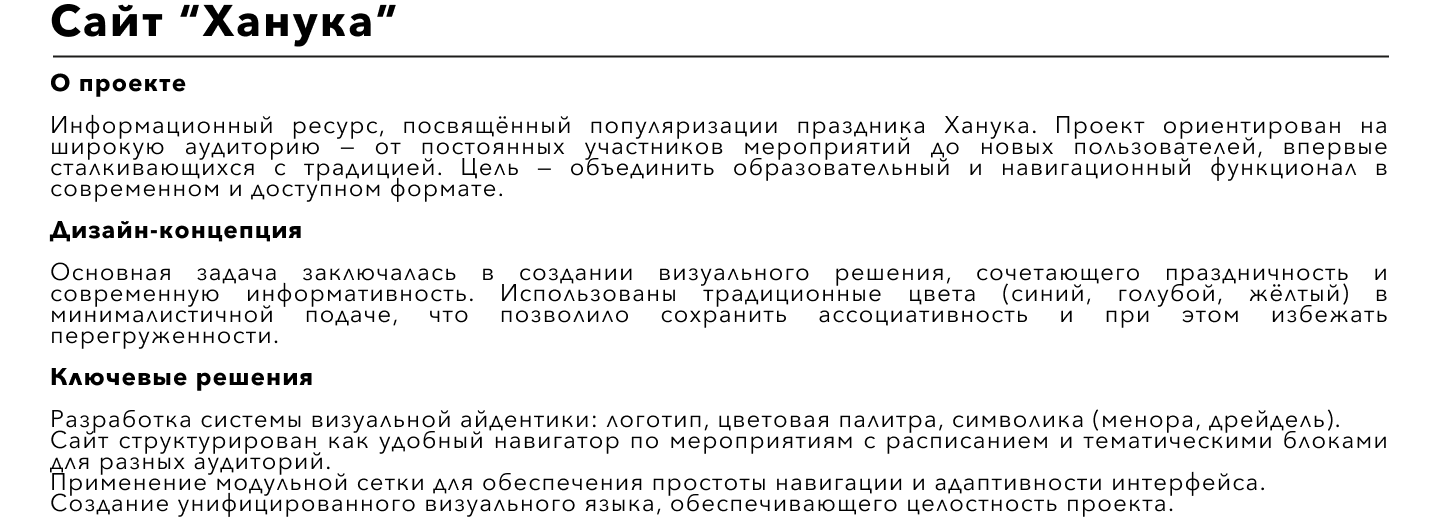 Сайт “Ханука”
О проекте
Информационный ресурс, посвящённый популяризации праздника Ханука. Проект ориентирован на
широкую аудиторию – от постоянных участников мероприятий до новых пользователей, впервые
сталкивающихся с традицией. Цель – объединить образовательный и навигационный функционал в
современном и доступном формате.
Дизайн-концепция
Основная задача заключалась в создании визуального решения, сочетающего праздничность и
современную информативность. Использованы традиционные цвета (синий, голубой, жёлтый) в
минималистичной подаче, что позволило сохранить ассоциативность и при этом избежать
перегруженности.
Ключевые решения
Разработка системы визуальной айдентики: логотип, цветовая палитра, символика (менора, дрейдель).
Сайт структурирован как удобный навигатор по мероприятиям с расписанием и тематическими блоками
для разных аудиторий.
Применение модульной сетки для обеспечения простоты навигации и адаптивности интерфейса.
Создание унифицированного визуального языка, обеспечивающего целостность проекта.